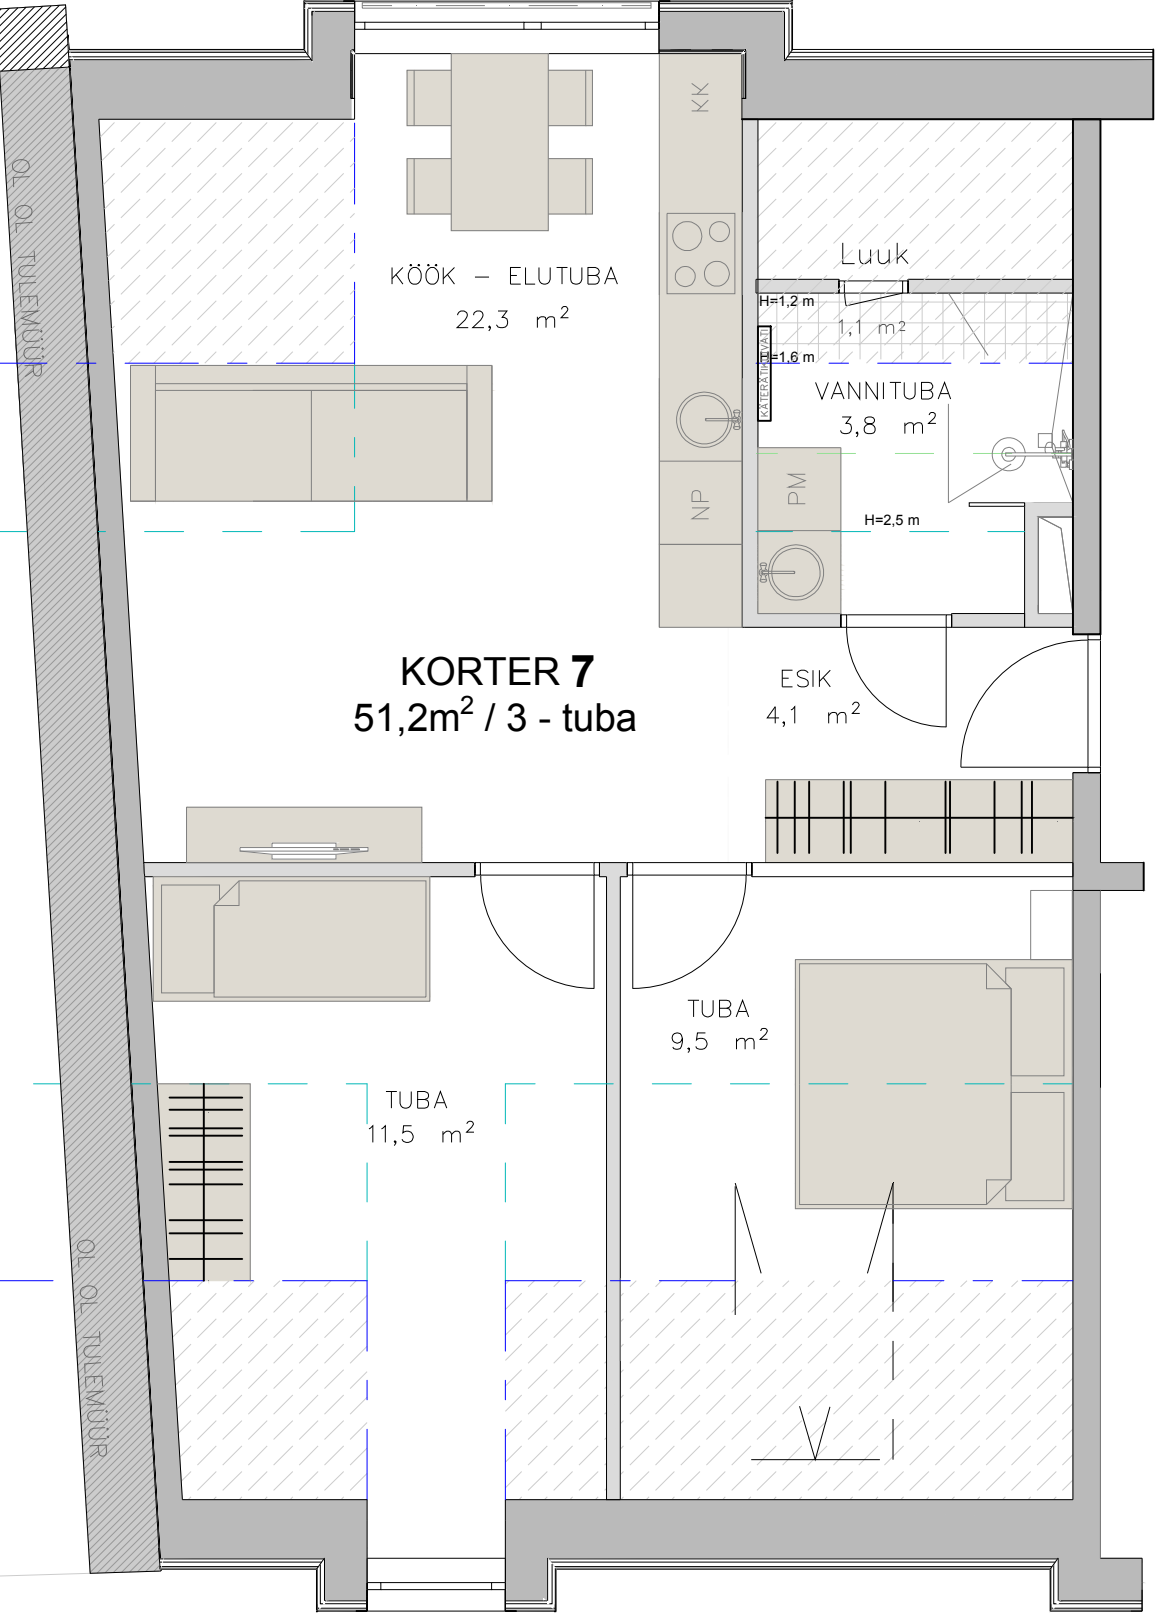 KK
OL OL TULEMÜÜR
Luuk
KÖÖK – ELUTUBA
22,3 m²
H=1,2 m
1,1 m²
H=1,6 m
KÄTERÄTIKUIVATI
VANNITUBA
3,8 m²
NP
PM
H=2,5 m
KORTER 7
51,2m² / 3 - tuba
ESIK
4,1 m²
TUBA
9,5 m²
TUBA
11,5 m²
OL OL TULEMÜÜR